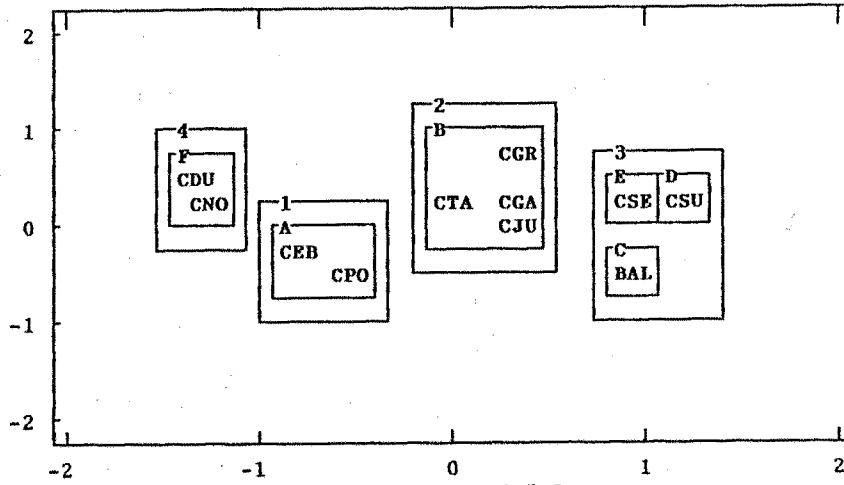 2
1
0
-1
-2
4
F
CDU
CNO
1
A
CEB
CPO
2
B
CGR
CTA CGA
CJU
3
E D
CSE CSU
C
BAL
-2 -1 0 1 2